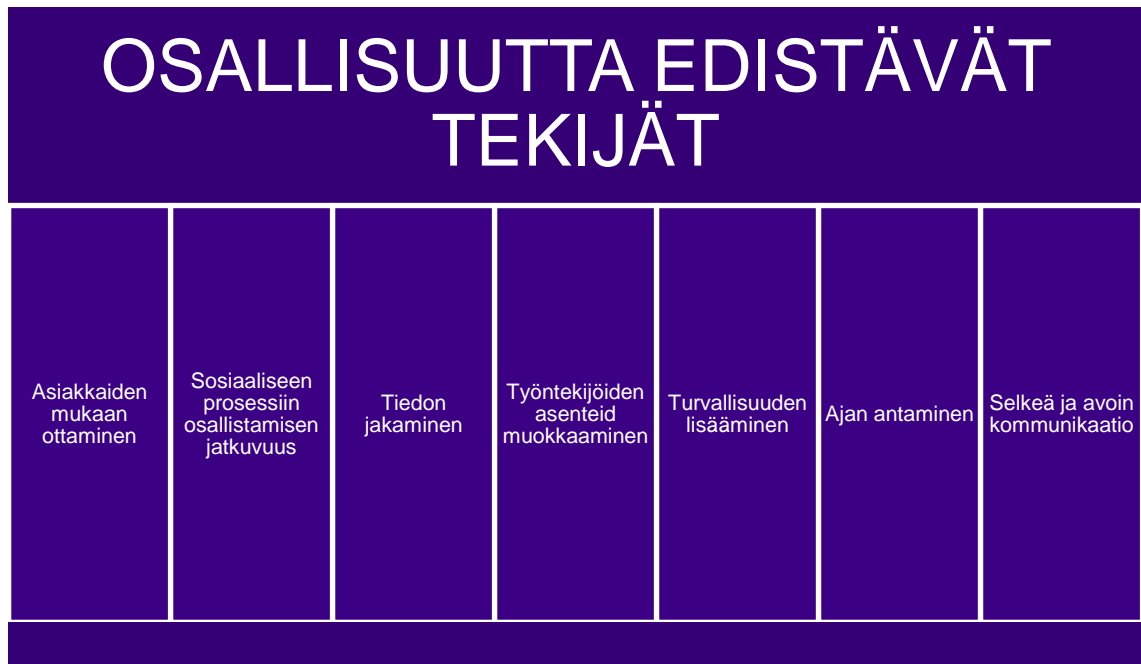 OSALLISUUTTA EDISTÄVÄT
TEKIJÄT
Asiakkaiden
mukaan
ottaminen
Sosiaaliseen
prosessiin
osallistamisen
jatkuvuus
Tiedon
jakaminen
Työntekijöiden
asenteid
muokkaaminen
Turvallisuuden
lisääminen
Ajan antaminen
Selkeä ja avoin
kommunikaatio